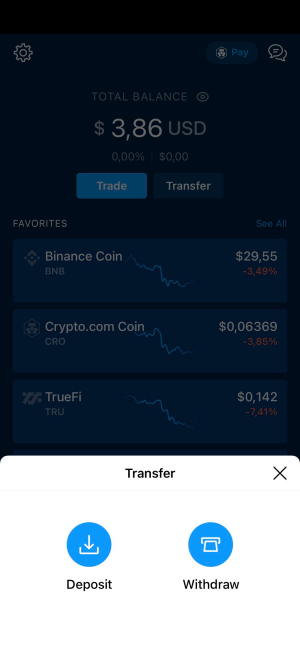 Pay
TOTAL BALANCE
$ 3,86 USD
0,00% | $0,00
Trade
Transfer
FAVORITES
See All
Binance Coin
$29,55
BNB
-3,49%
Crypto.com Coin
$0,06369
CRO
-3,85%
TrueFi
$0,142
TRU
-7,41%
Transfer
Deposit
Withdraw